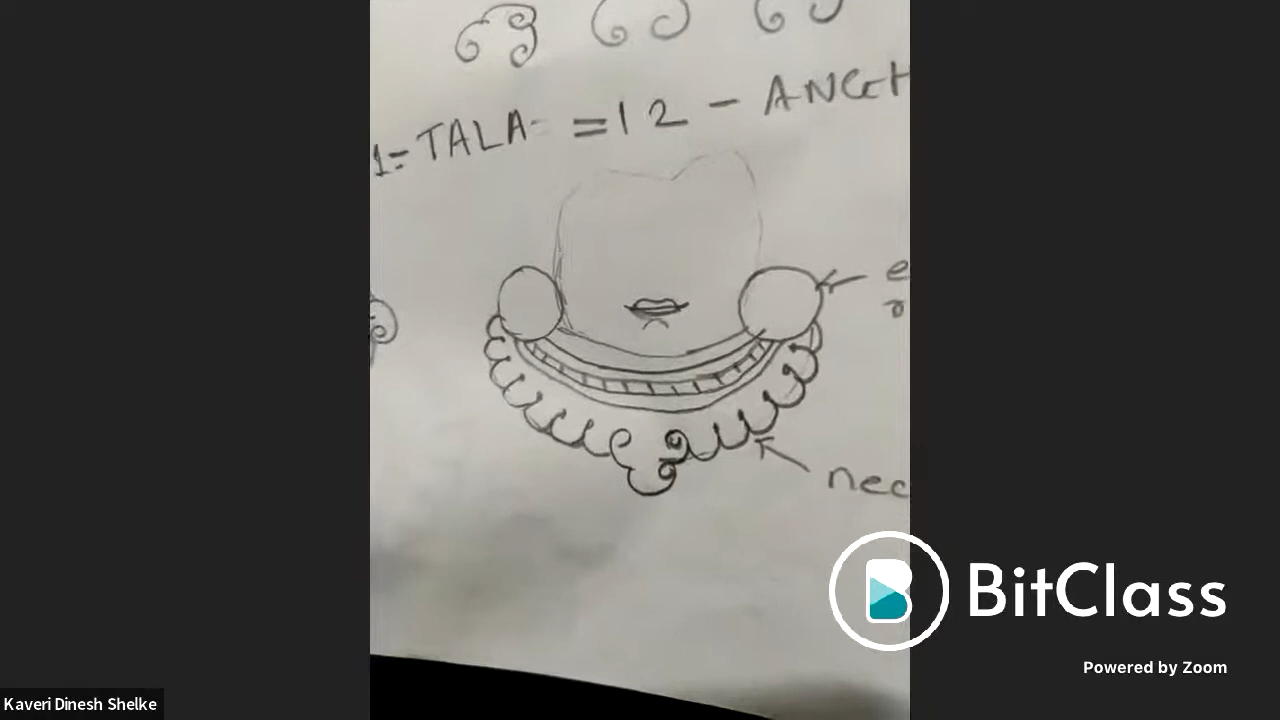 1=TALA = 12 - ANGH
e
nec
BitClass
Powered by Zoom
Kaveri Dinesh Shelke